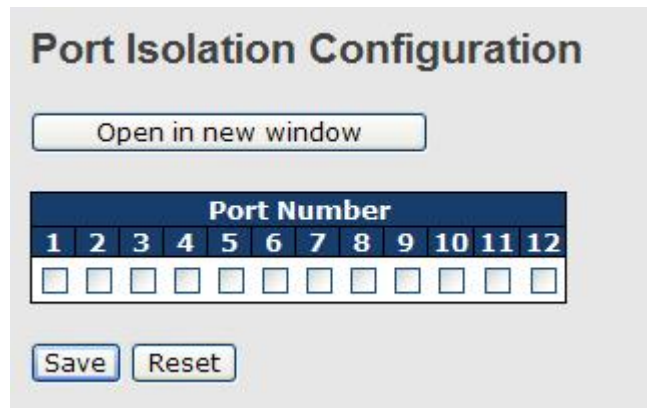 Port Isolation Configuration
Open in new window
Port Number
1 2 3 4 5 6 7 8 9 10 11 12
Save Reset